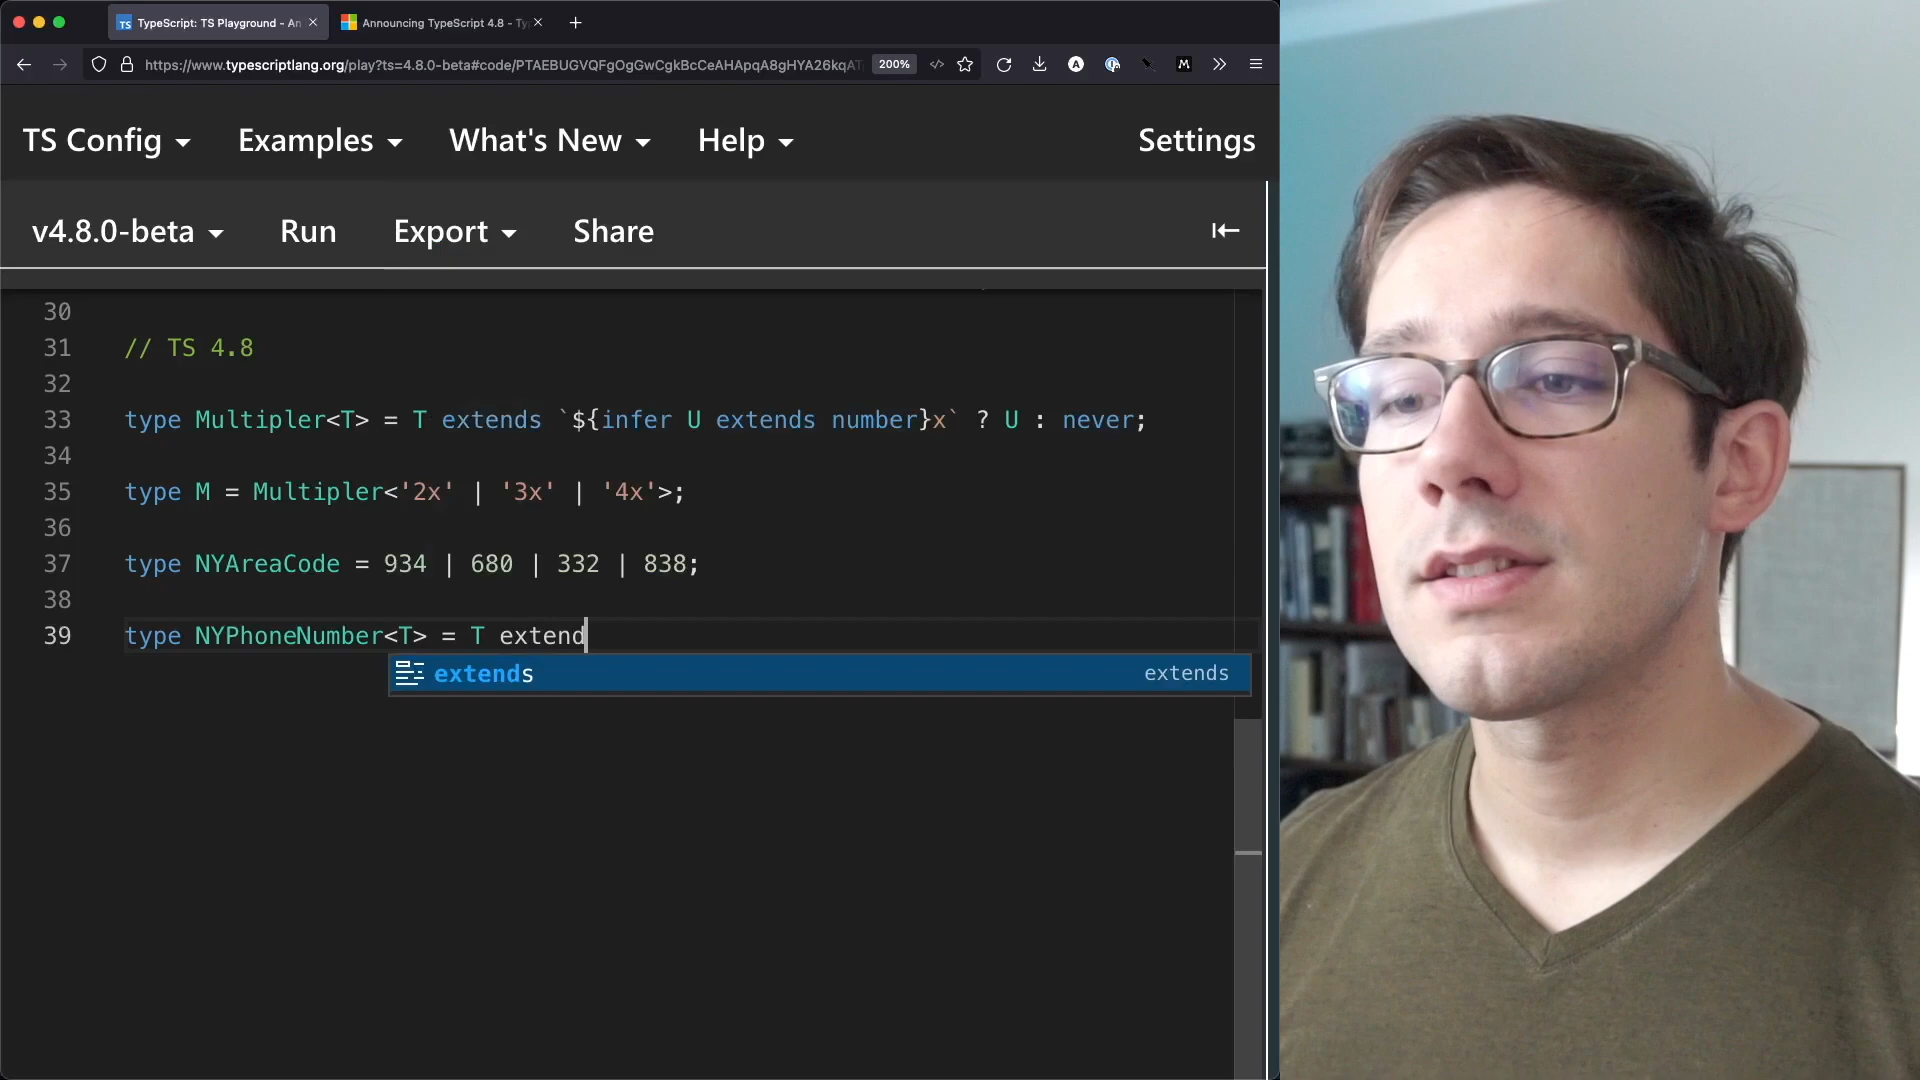 TypeScript: TS Playground - An
Announcing TypeScript 4.8 - Ty
https://www.typescriptlang.org/play?ts=4.8.0-beta#code/PTAEBUGVQFgOgGwCgkBcCeAHApqA8gHYA26kqAT
200%
TS Config Examples What's New Help Settings
v4.8.0-beta Run Export Share
30
31 // TS 4.8
32
33 type Multipler<T> = T extends `${infer U extends number}x` ? U : never;
34
35 type M = Multipler<'2x' | '3x' | '4x'>;
36
37 type NYAreaCode = 934 | 680 | 332 | 838;
38
39 type NYPhoneNumber<T> = T extend
extends extends